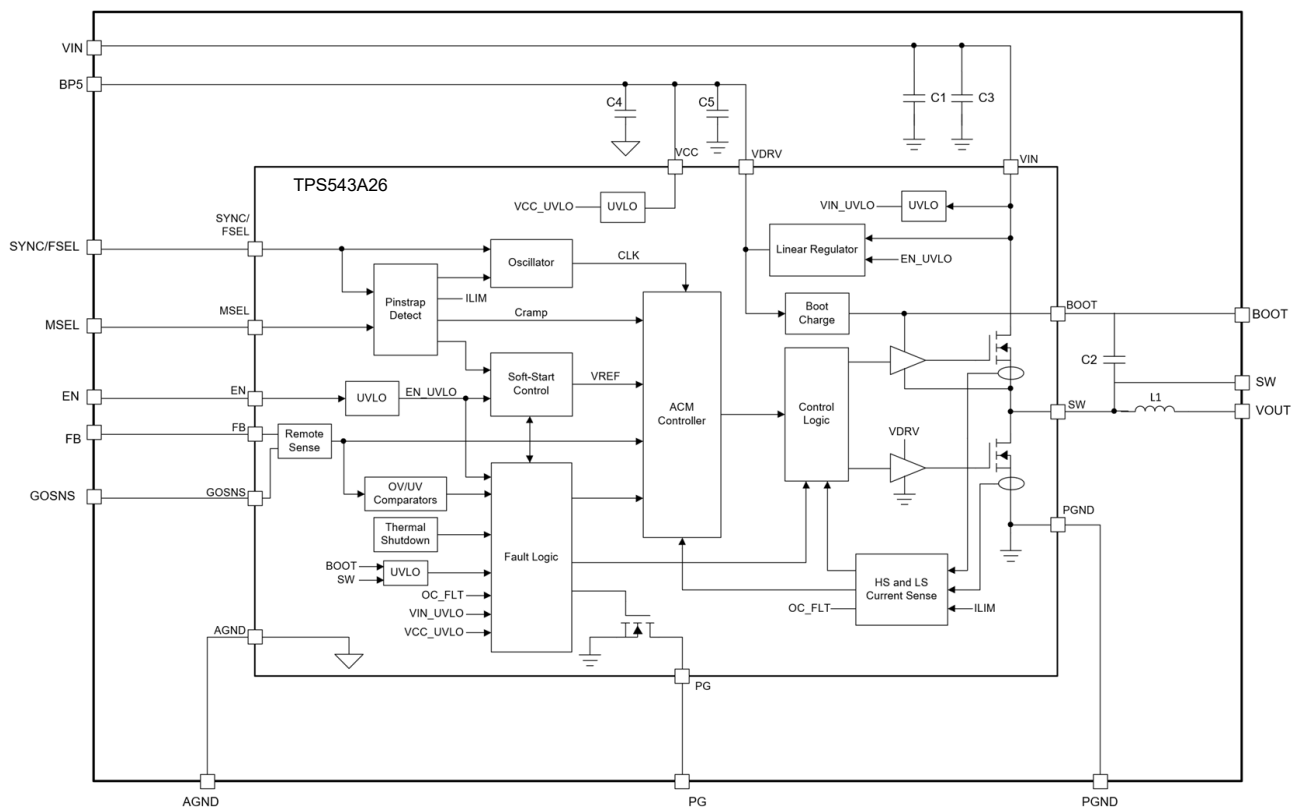 VIN
BP5
C4
C5
C1
C3
VCC
VDRV
VIN
TPS543A26
VCC_UVLO
UVLO
VIN_UVLO
UVLO
SYNC/
FSEL
SYNC/FSEL
Oscillator
CLK
Linear Regulator
EN_UVLO
Pinstrap
Detect
ILIM
Cramp
MSEL
MSEL
Boot
Charge
BOOT
BOOT
C2
Soft-Start
Control
VREF
ACM
Controller
Control
Logic
EN
EN
UVLO
EN_UVLO
SW
SW
L1
VOUT
FB
FB
Remote
Sense
VDRV
GOSNS
GOSNS
OV/UV
Comparators
Thermal
Shutdown
Fault Logic
PGND
BOOT
SW
UVLO
OC_FLT
VIN_UVLO
VCC_UVLO
HS and LS
Current Sense
OC_FLT
ILIM
AGND
PG
AGND
PG
PGND